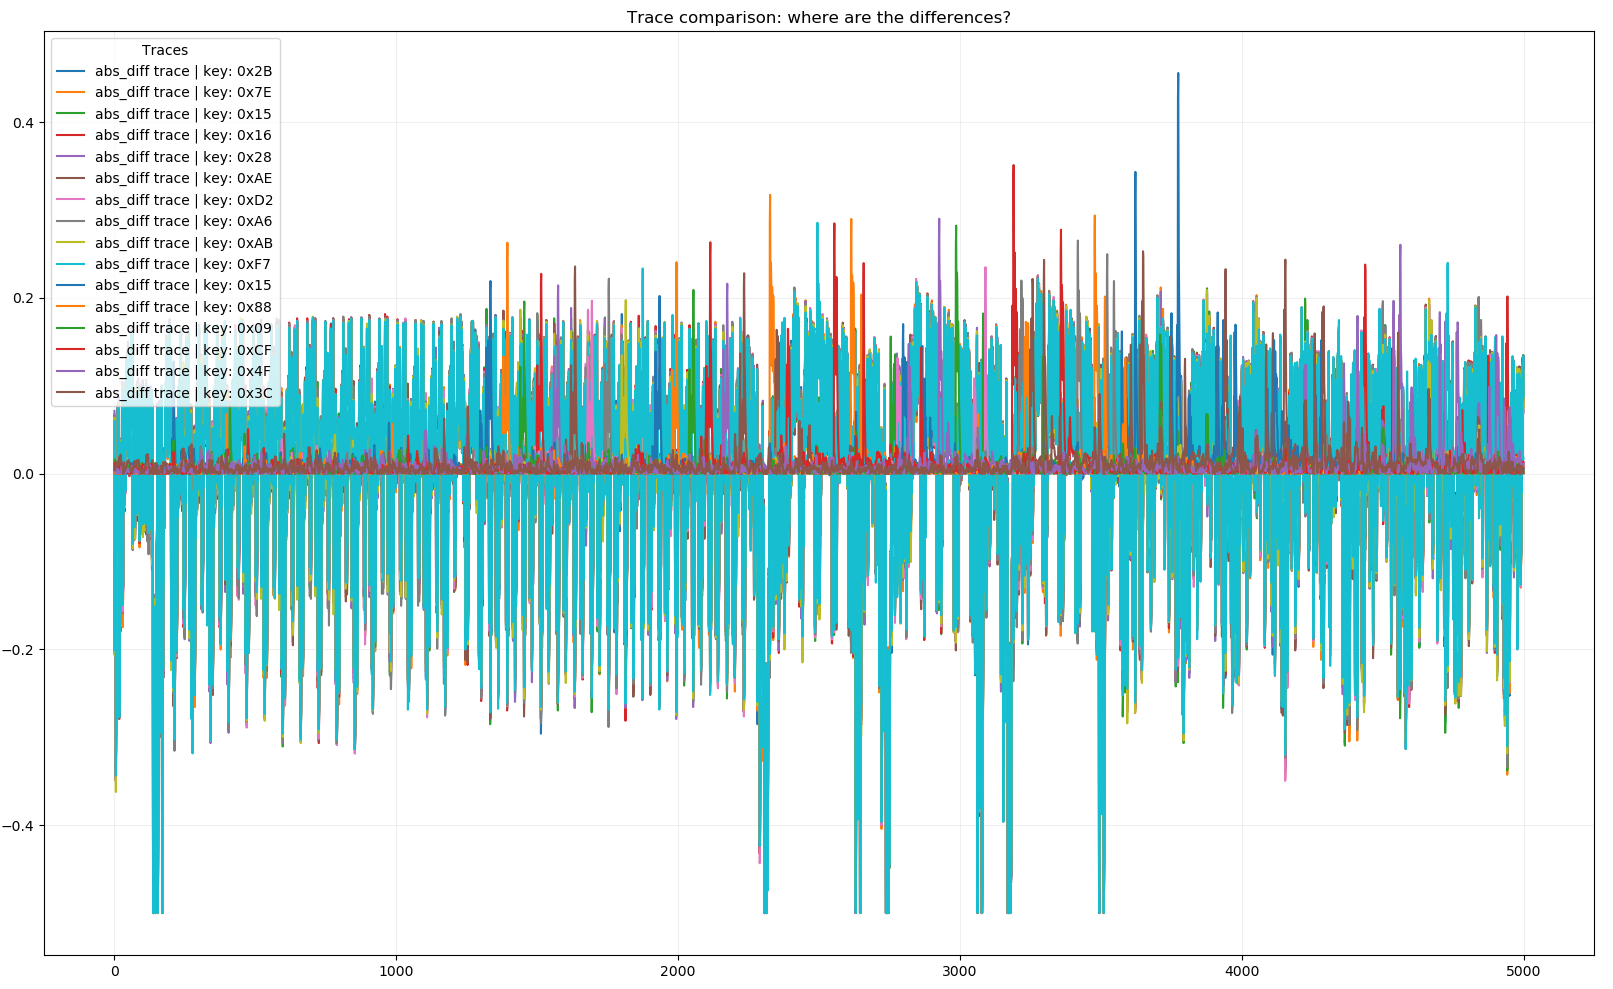 Trace comparison: where are the differences?
Traces
abs_diff trace | key: 0x2B
abs_diff trace | key: 0x7E
abs_diff trace | key: 0x15
abs_diff trace | key: 0x16
abs_diff trace | key: 0x28
abs_diff trace | key: 0xAE
abs_diff trace | key: 0xD2
abs_diff trace | key: 0xA6
abs_diff trace | key: 0xAB
abs_diff trace | key: 0xF7
abs_diff trace | key: 0x15
abs_diff trace | key: 0x88
abs_diff trace | key: 0x09
abs_diff trace | key: 0xCF
abs_diff trace | key: 0x4F
abs_diff trace | key: 0x3C
0.4
0.2
0.0
−0.2
−0.4
0 1000 2000 3000 4000 5000